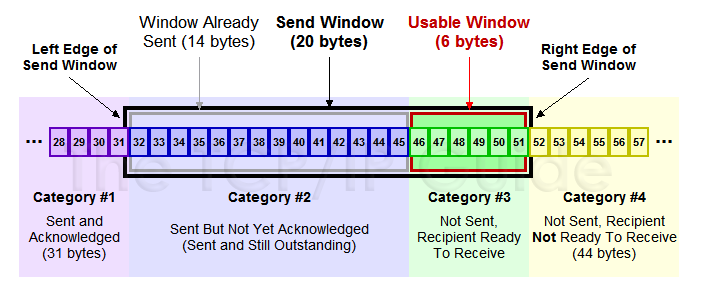 Window Already
Sent (14 bytes)
Send Window
(20 bytes)
Usable Window
(6 bytes)
Left Edge of
Send Window
Right Edge of
Send Window
... 28 29 30 31 32 33 34 35 36 37 38 39 40 41 42 43 44 45 46 47 48 49 50 51 52 53 54 55 56 57 ...
The TCP/IP Guide
Category #1
Sent and
Acknowledged
(31 bytes)
Category #2
Sent But Not Yet Acknowledged
(Sent and Still Outstanding)
Category #3
Not Sent,
Recipient Ready
To Receive
Category #4
Not Sent, Recipient
Not Ready To Receive
(44 bytes)